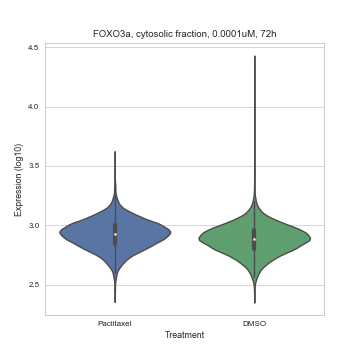 FOXO3a, cytosolic fraction, 0.0001uM, 72h
4.5
4.0
3.5
3.0
2.5
Expression (log10)
Paclitaxel
DMSO
Treatment